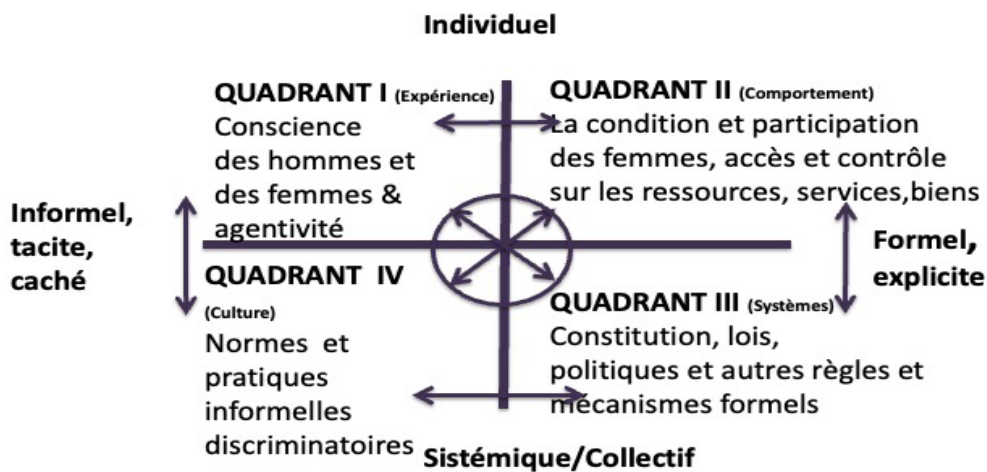 Individuel
QUADRANT I (Expérience)
Conscience
des hommes et
des femmes &
agentivité
QUADRANT II (Comportement)
La condition et participation
des femmes, accès et contrôle
sur les ressources, services,biens
Informel,
tacite,
caché
Formel,
explicite
QUADRANT IV
(Culture)
Normes et
pratiques
informelles
discriminatoires
QUADRANT III (Systèmes)
Constitution, lois,
politiques et autres règles et
mécanismes formels
Sistémique/Collectif